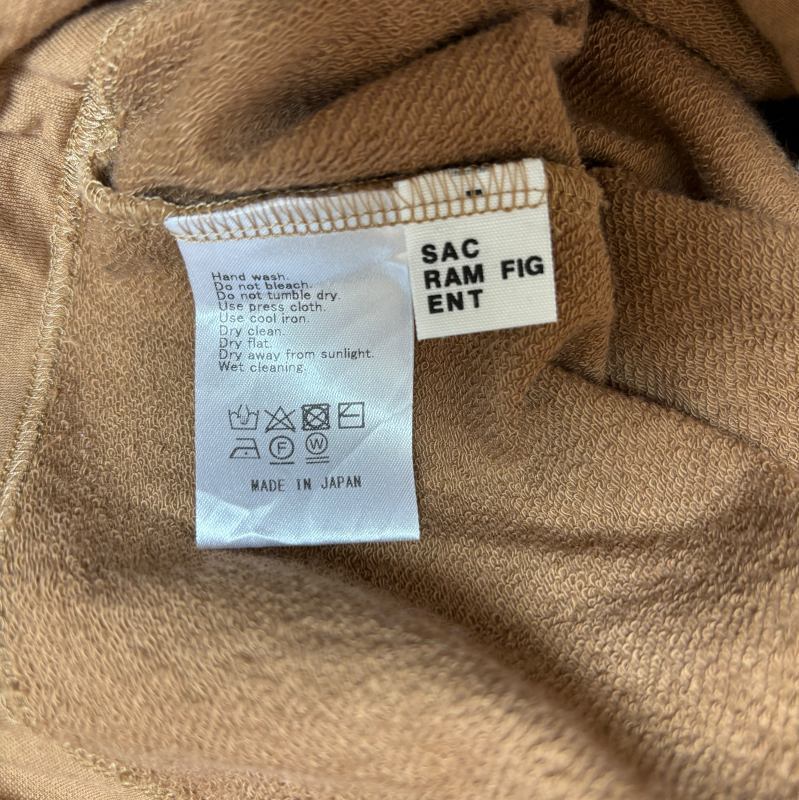 Hand wash.
Do not bleach.
Do not tumble dry.
Use press cloth.
Use cool iron.
Dry clean.
Dry flat.
Dry away from sunlight.
Wet cleaning.
F W
MADE IN JAPAN
SAC
RAM FIG
ENT